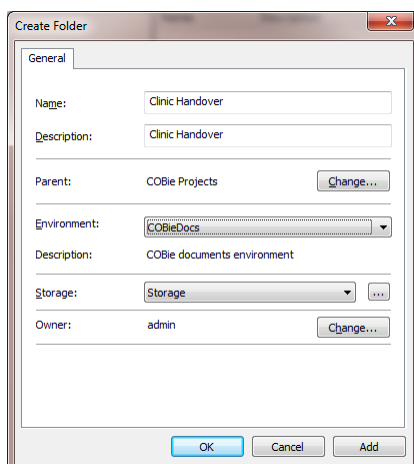 Create Folder
General
Name: Clinic Handover
Description: Clinic Handover
Parent: COBie Projects Change...
Environment: COBieDocs
Description: COBie documents environment
Storage: Storage ...
Owner: admin Change...
OK Cancel Add